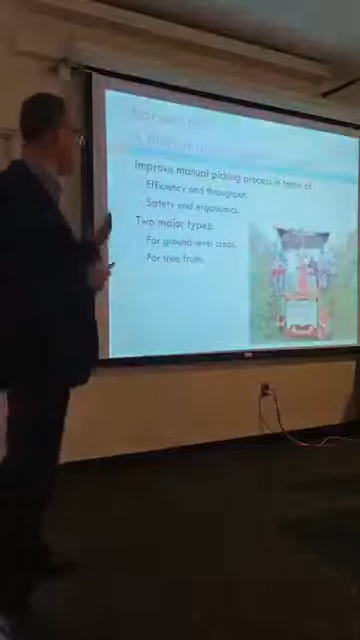 Improve manual picking process in terms of
Efficiency and throughput.
Safety and ergonomics.
Two major types:
For ground level crops.
For tree fruits.